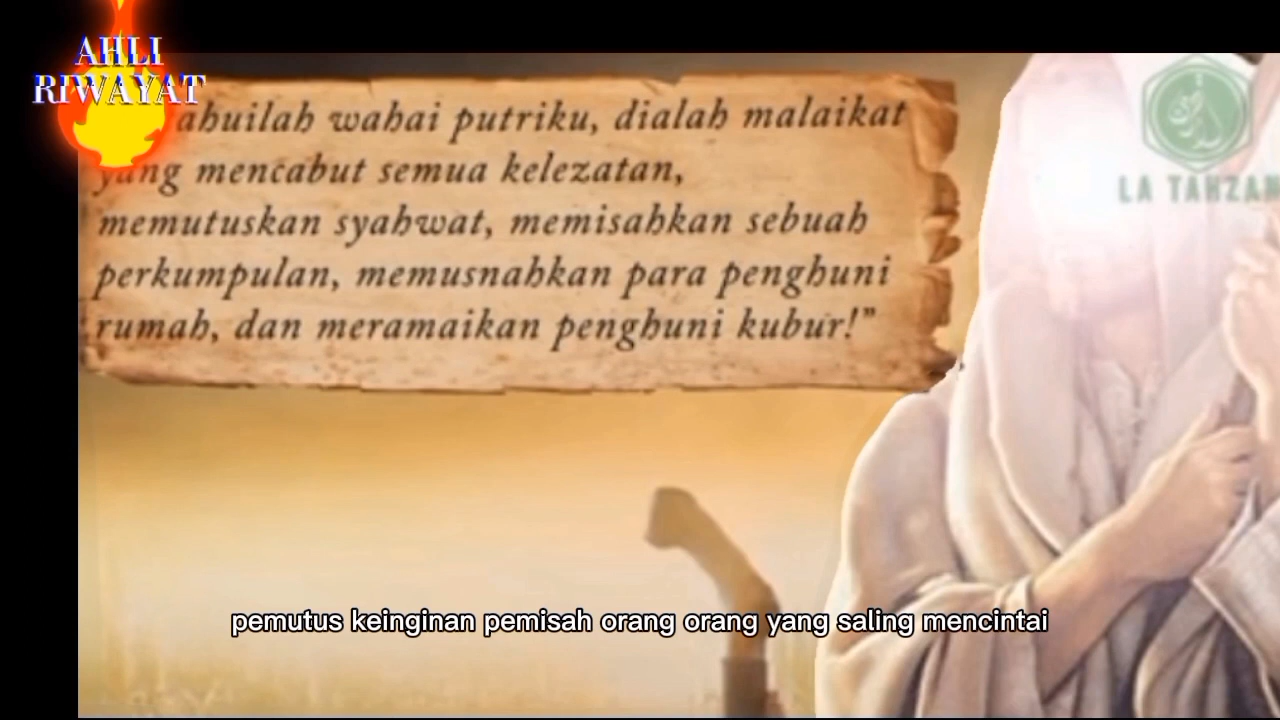 AHLI
RIWAYAT
ahuilah wahai putriku, dialah malaikat
yang mencabut semua kelezatan,
memutuskan syahwat, memisahkan sebuah
perkumpulan, memusnahkan para penghuni
rumah, dan meramaikan penghuni kubur!”
LA TAHZAN
pemutus keinginan pemisah orang orang yang saling mencintai